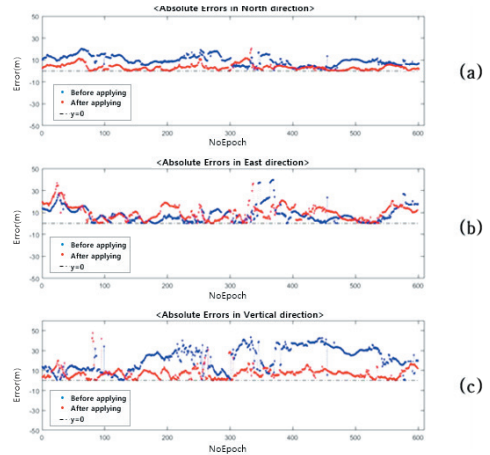 <Absolute Errors in North direction>
50
30
10
-10
-30
-50
Error(m)
Before applying
After applying
y=0
0 100 200 300 400 500 600
NoEpoch
(a)
<Absolute Errors in East direction>
50
30
10
-10
-30
-50
Error(m)
Before applying
After applying
y=0
0 100 200 300 400 500 600
NoEpoch
(b)
<Absolute Errors in Vertical direction>
50
30
10
-10
-30
-50
Error(m)
Before applying
After applying
y=0
0 100 200 300 400 500 600
NoEpoch
(c)